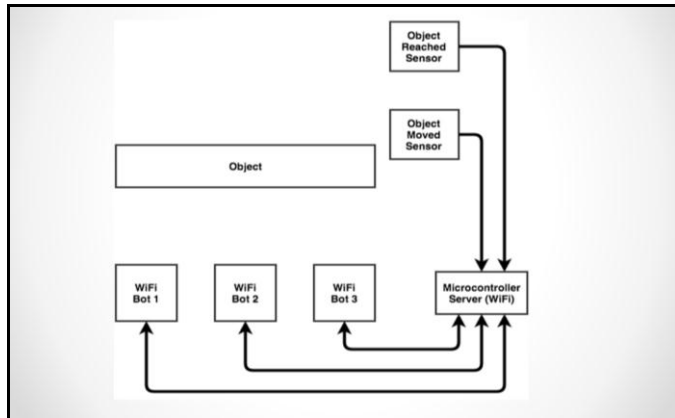 Object
Reached
Sensor
Object
Moved
Sensor
Object
WiFi
Bot 1
WiFi
Bot 2
WiFi
Bot 3
Microcontroller
Server (WiFi)